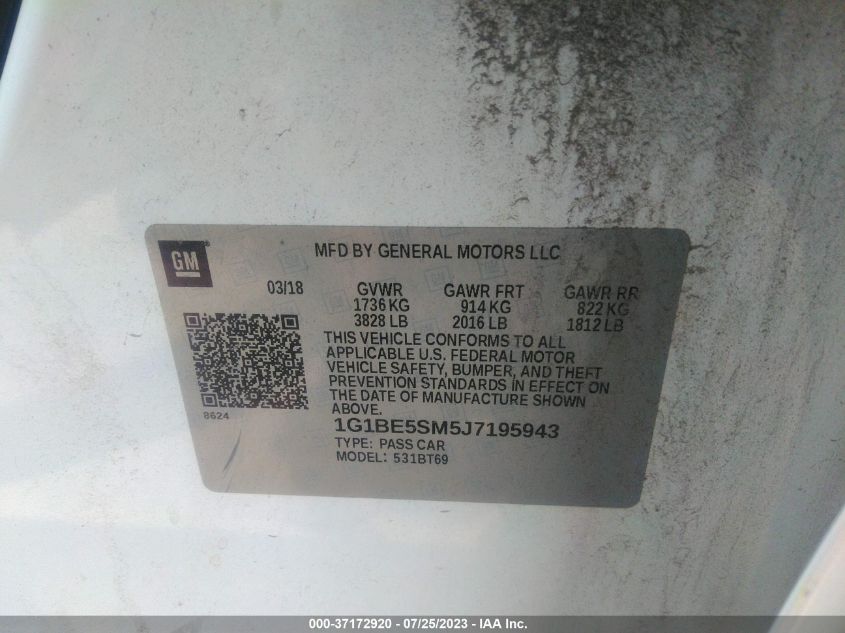 GM
MFD BY GENERAL MOTORS LLC
03/18 GVWR GAWR FRT GAWR RR
1736 KG 914 KG 822 KG
3828 LB 2016 LB 1812 LB
THIS VEHICLE CONFORMS TO ALL
APPLICABLE U.S. FEDERAL MOTOR
VEHICLE SAFETY, BUMPER, AND THEFT
PREVENTION STANDARDS IN EFFECT ON
THE DATE OF MANUFACTURE SHOWN
ABOVE.
8624
1G1BE5SM5J7195943
TYPE: PASS CAR
MODEL: 531BT69
000-37172920 - 07/25/2023 - IAA Inc.